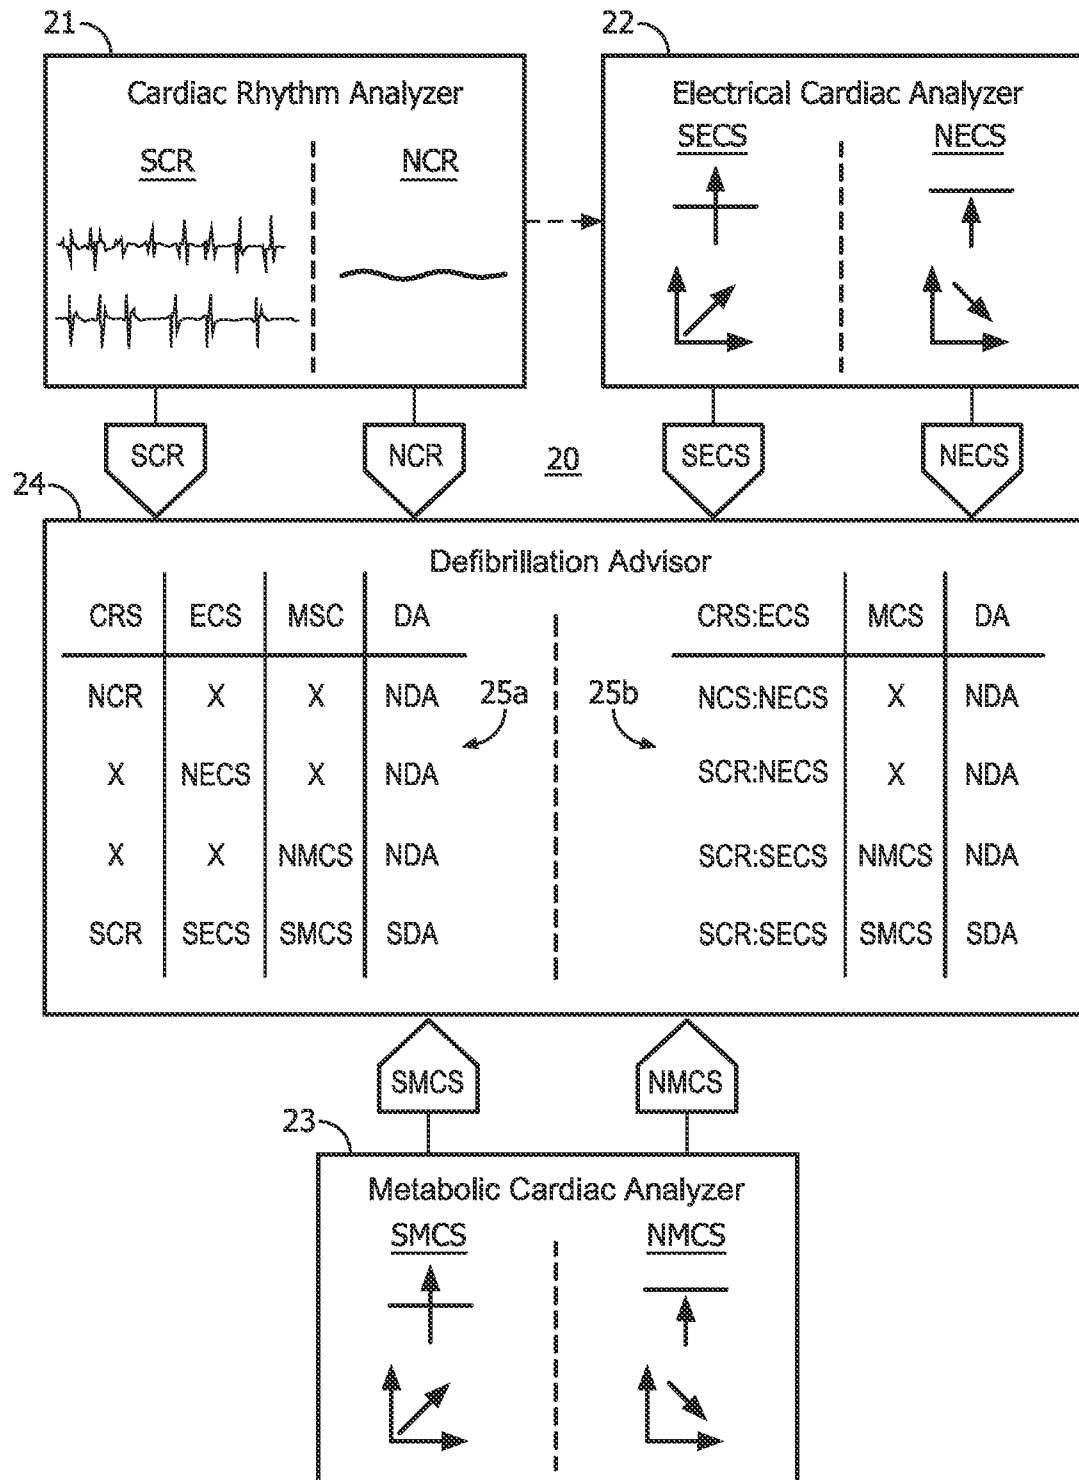 21
22
Cardiac Rhythm Analyzer
SCR
NCR
Electrical Cardiac Analyzer
SECS
NECS
SCR
NCR
20
SECS
NECS
24
Defibrillation Advisor
CRS ECS MSC DA
NCR X X NDA
X NECS X NDA
X X NMCS NDA
SCR SECS SMCS SDA
25a
25b
CRS:ECS MCS DA
NCS:NECS X NDA
SCR:NECS X NDA
SCR:SECS NMCS NDA
SCR:SECS SMCS SDA
SMCS
NMCS
23
Metabolic Cardiac Analyzer
SMCS
NMCS